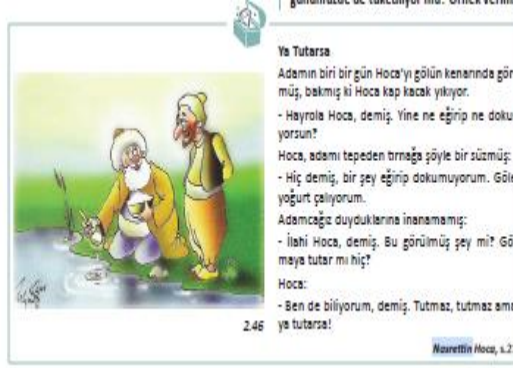 günümüzde de tüketiliyor mu? Örnek verini
Ya Tutarsa
Adamın biri bir gün Hoca'yı gölün kenarında gör
müş, bakmış ki Hoca kap kacak yıkıyor.
- Hayrola Hoca, demiş. Yine ne eğirip ne doku
yorsun?
Hoca, adamı tepeden tırnağa şöyle bir süzmüş:
- Hiç demiş, bir şey eğirip dokumuyorum. Göle
yoğurt çalıyorum.
Adamcağız duyduklarına inanamamış:
- İlahi Hoca, demiş. Bu görülmüş şey mi? Gö
maya tutar mı hiç?
Hoca:
- Ben de biliyorum, demiş. Tutmaz, tutmaz ama
ya tutarsa!
2.46
Nasrettin Hoca, s.2